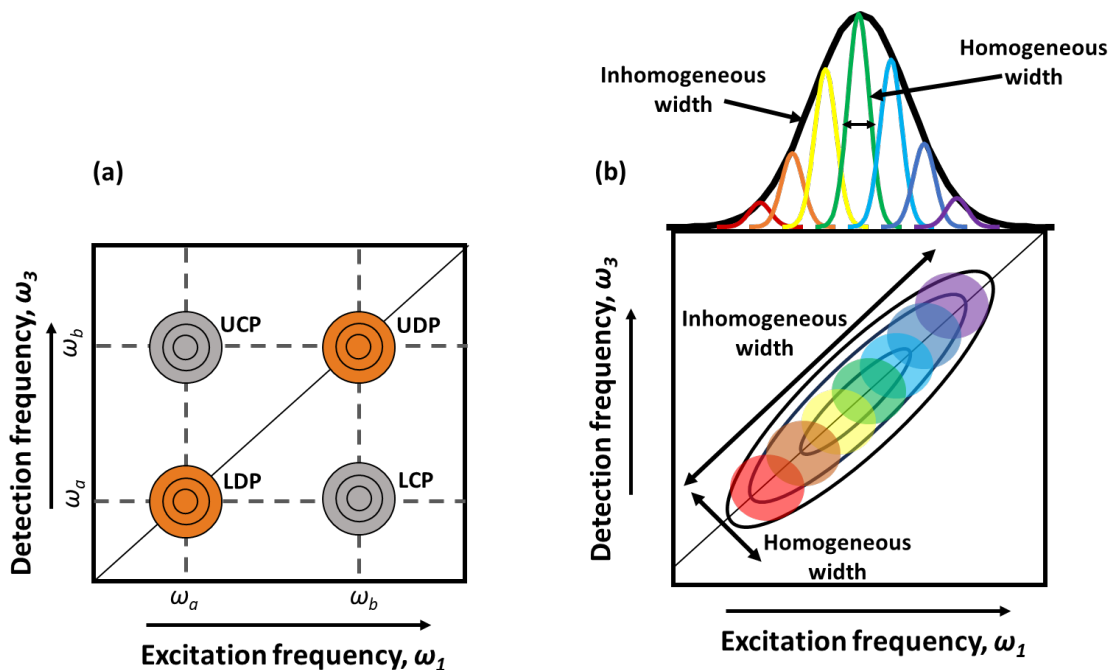 (a)
Detection frequency, ω3
ωb
ωa
UCP
UDP
LDP
LCP
ωa
ωb
Excitation frequency, ω1
(b)
Inhomogeneous
width
Homogeneous
width
Detection frequency, ω3
Inhomogeneous
width
Homogeneous
width
Excitation frequency, ω1